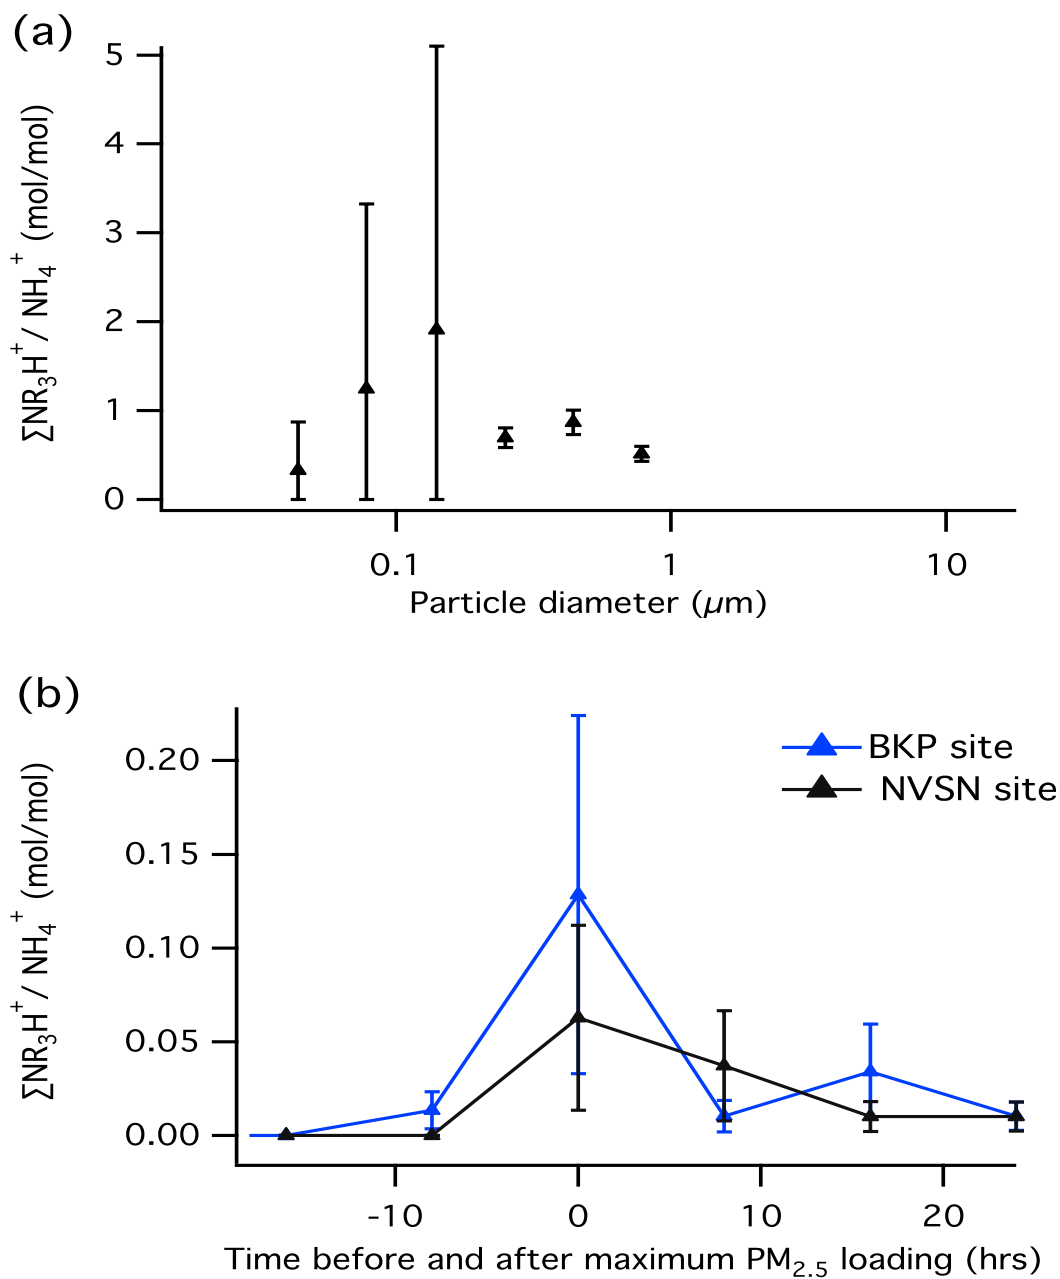 (a)
5
4
3
2
1
0
ΣNR₃H⁺/ NH₄⁺ (mol/mol)
0.1 1 10
Particle diameter (µm)
(b)
BKP site
NVSN site
0.20
0.15
0.10
0.05
0.00
ΣNR₃H⁺/ NH₄⁺ (mol/mol)
-10 0 10 20
Time before and after maximum PM₂.₅ loading (hrs)